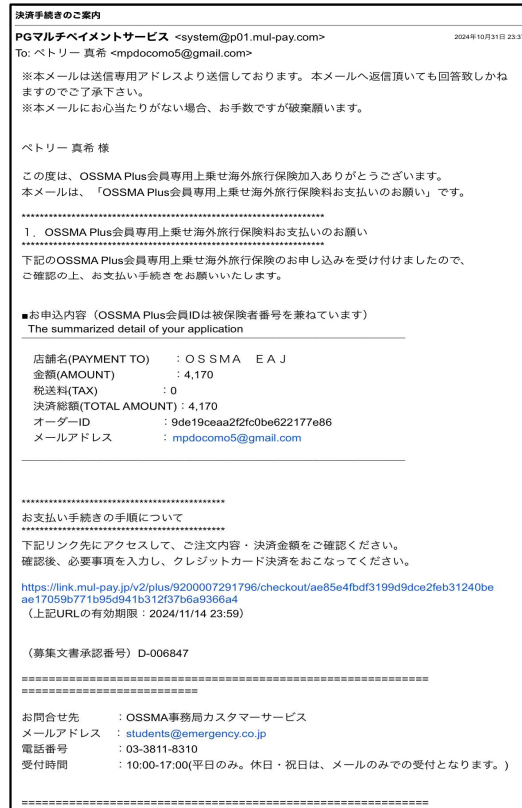 決済手続きのご案内
PGマルチペイメントサービス <system@p01.mul-pay.com>
2024年10月31日 23:37
To: ペトリー 真希 <mpdocomo5@gmail.com>
※本メールは送信専用アドレスより送信しております。本メールへ返信頂いても回答致しかね
ますのでご了承下さい。
※本メールにお心当たりがない場合、お手数ですが破棄願います。
ペトリー 真希 様
この度は、OSSMA Plus会員専用上乗せ海外旅行保険加入ありがとうございます。
本メールは、「OSSMA Plus会員専用上乗せ海外旅行保険料お支払いのお願い」です。
*******************************************************************
１．OSSMA Plus会員専用上乗せ海外旅行保険料お支払いのお願い
*******************************************************************
下記のOSSMA Plus会員専用上乗せ海外旅行保険のお申し込みを受け付けましたので、
ご確認の上、お支払い手続きをお願いいたします。
■お申込内容（OSSMA Plus会員IDは被保険者番号を兼ねています）
The summarized detail of your application
店舗名(PAYMENT TO) ：ＯＳＳＭＡ ＥＡＪ
金額(AMOUNT) ：4,170
税送料(TAX) ：0
決済総額(TOTAL AMOUNT)：4,170
オーダーID ：9de19ceaa2f2fc0be622177e86
メールアドレス ：mpdocomo5@gmail.com
*********************************************
お支払い手続きの手順について
*********************************************
下記リンク先にアクセスして、ご注文内容・決済金額をご確認ください。
確認後、必要事項を入力し、クレジットカード決済をおこなってください。
https://link.mul-pay.jp/v2/plus/9200007291796/checkout/ae85e4fbdf3199d9dce2feb31240be
ae17059b771b95d941b312f37b6a9366a4
（上記URLの有効期限：2024/11/14 23:59）
（募集文書承認番号）D-006847
============================================================
==========================
お問合せ先 ：OSSMA事務局カスタマーサービス
メールアドレス ：students@emergency.co.jp
電話番号 ：03-3811-8310
受付時間 ：10:00-17:00(平日のみ。休日・祝日は、メールのみでの受付となります。)
============================================================